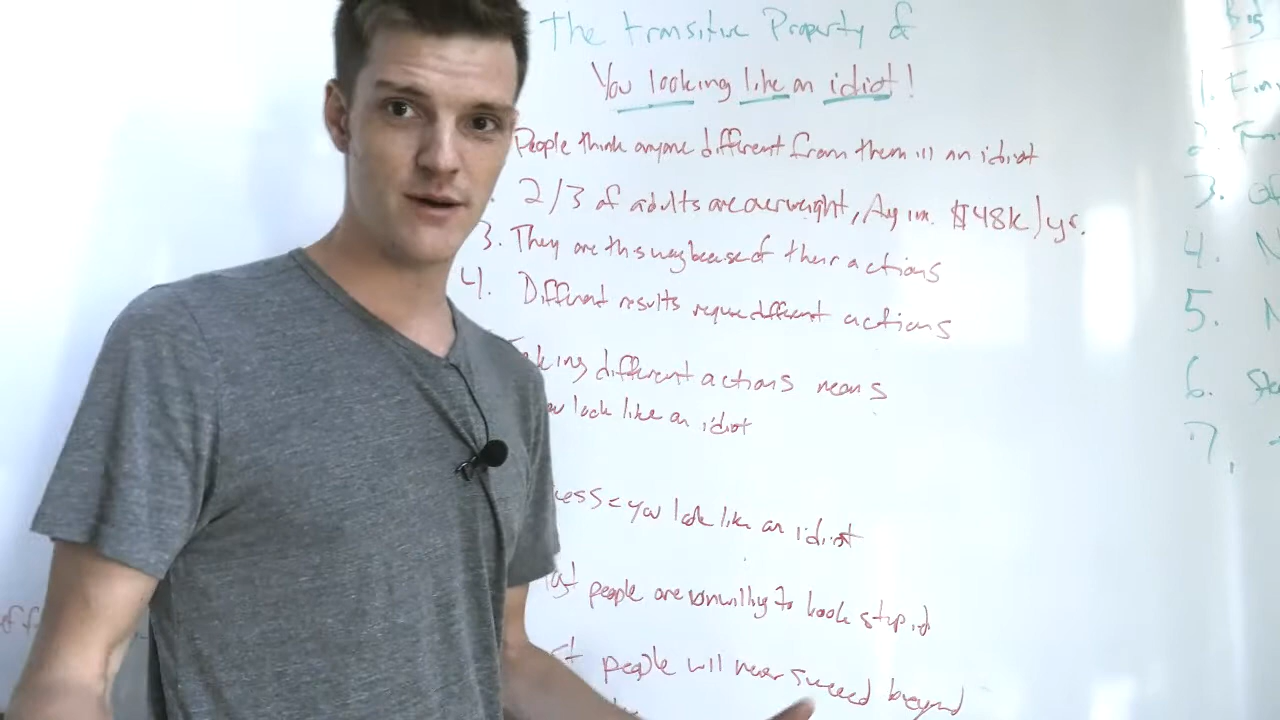 The Transitive Property of
You looking like an idiot!
People think anyone different from them is an idiot
2/3 of adults are overweight, Avg in. $48k/yr.
3. They are this way because of their actions
4. Different results require different actions
different actions means
look like an idiot
< you look like an idiot
people are unwilling to look stupid
people will never succeed beyond
1.
2.
3. of
4.
5.
6.
7.